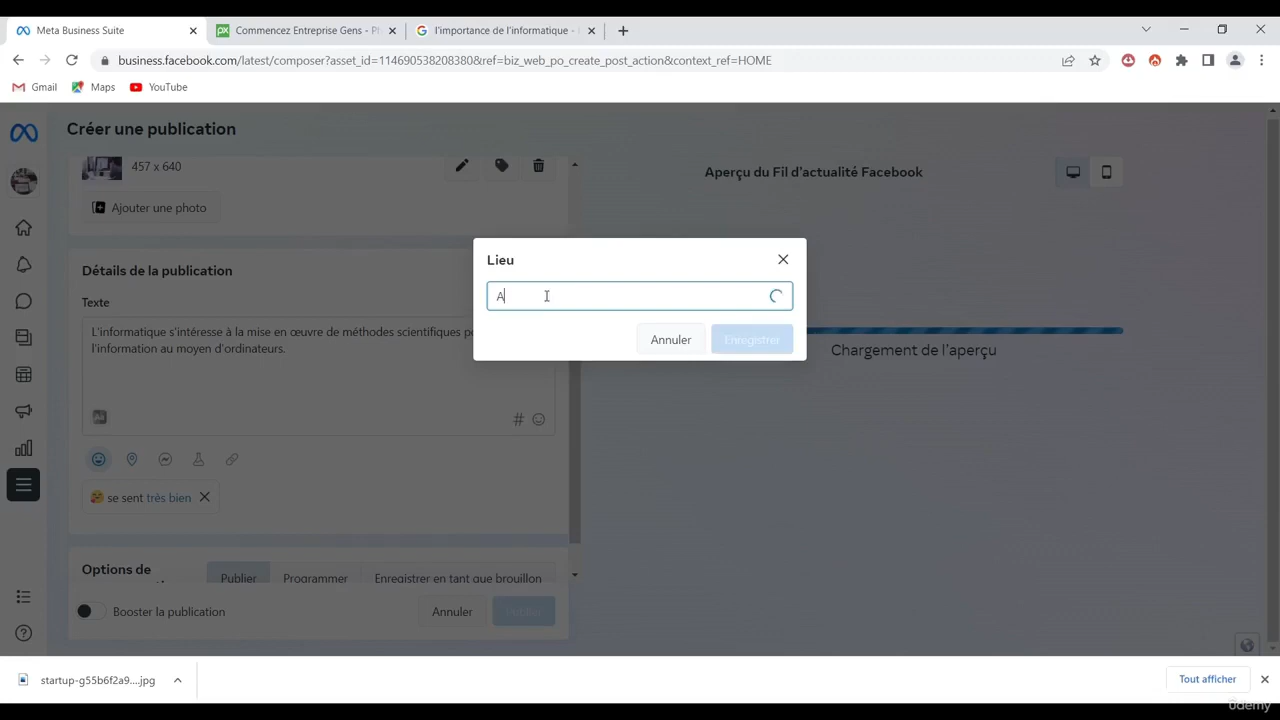 Meta Business Suite
Commencez Entreprise Gens - P
l'importance de l'informatique -
business.facebook.com/latest/composer?asset_id=114690538200080&ref=biz_web_po_create_post_action&context_ref=HOME
Gmail
Maps
YouTube
Créer une publication
457 x 640
Ajouter une photo
Aperçu du Fil d'actualité Facebook
Détails de la publication
Texte
L'informatique s'intéresse à la mise en œuvre de méthodes scientifiques
l'information au moyen d'ordinateurs.
Lieu
A
Annuler
Enregistrer
Chargement de l'aperçu
se sent très bien
Options de
Publier
Programmer
Enregistrer en tant que brouillon
Booster la publication
Annuler
Publier
startup-g55b6f2a9....jpg
Tout afficher
ûdemy